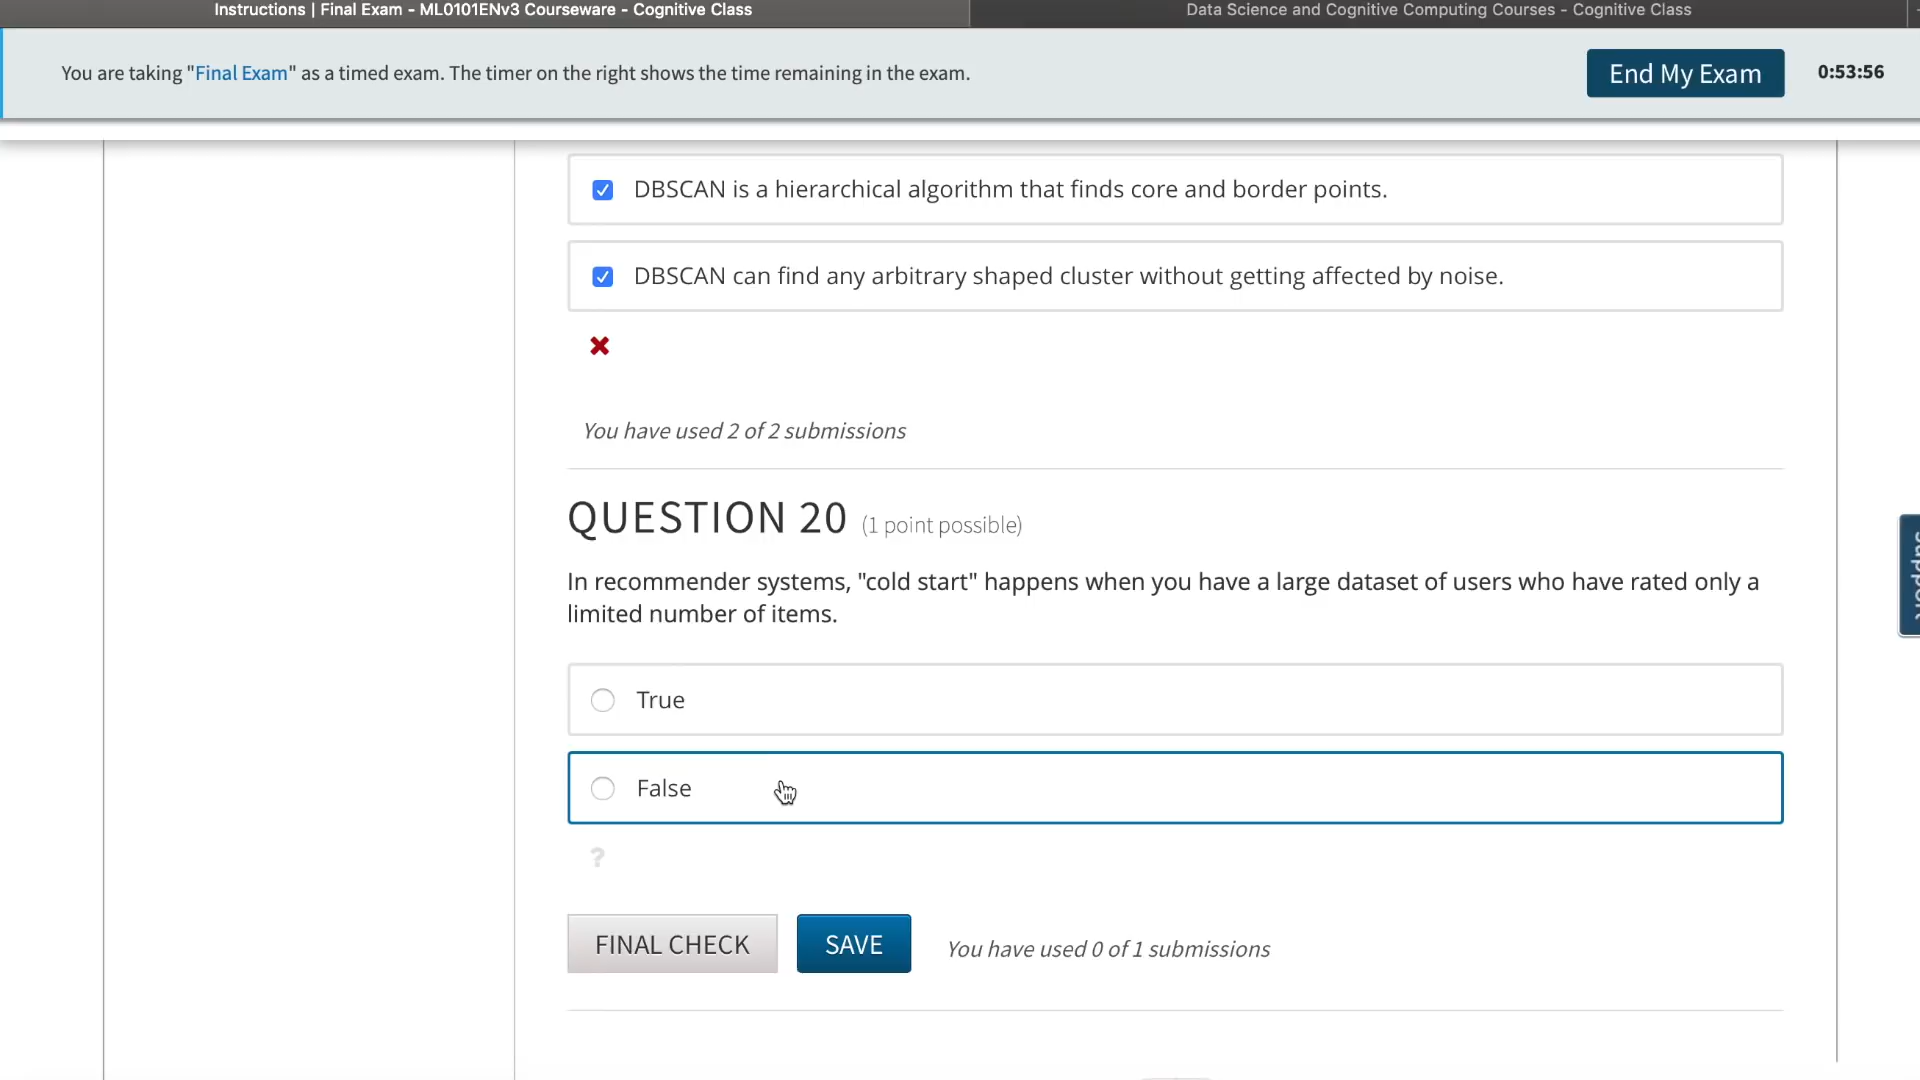 Instructions | Final Exam - ML0101ENv3 Courseware - Cognitive Class
Data Science and Cognitive Computing Courses - Cognitive Class
You are taking "Final Exam" as a timed exam. The timer on the right shows the time remaining in the exam.
End My Exam
0:53:56
DBSCAN is a hierarchical algorithm that finds core and border points.
DBSCAN can find any arbitrary shaped cluster without getting affected by noise.
You have used 2 of 2 submissions
QUESTION 20 (1 point possible)
In recommender systems, "cold start" happens when you have a large dataset of users who have rated only a
limited number of items.
True
False
?
FINAL CHECK
SAVE
You have used 0 of 1 submissions
Support